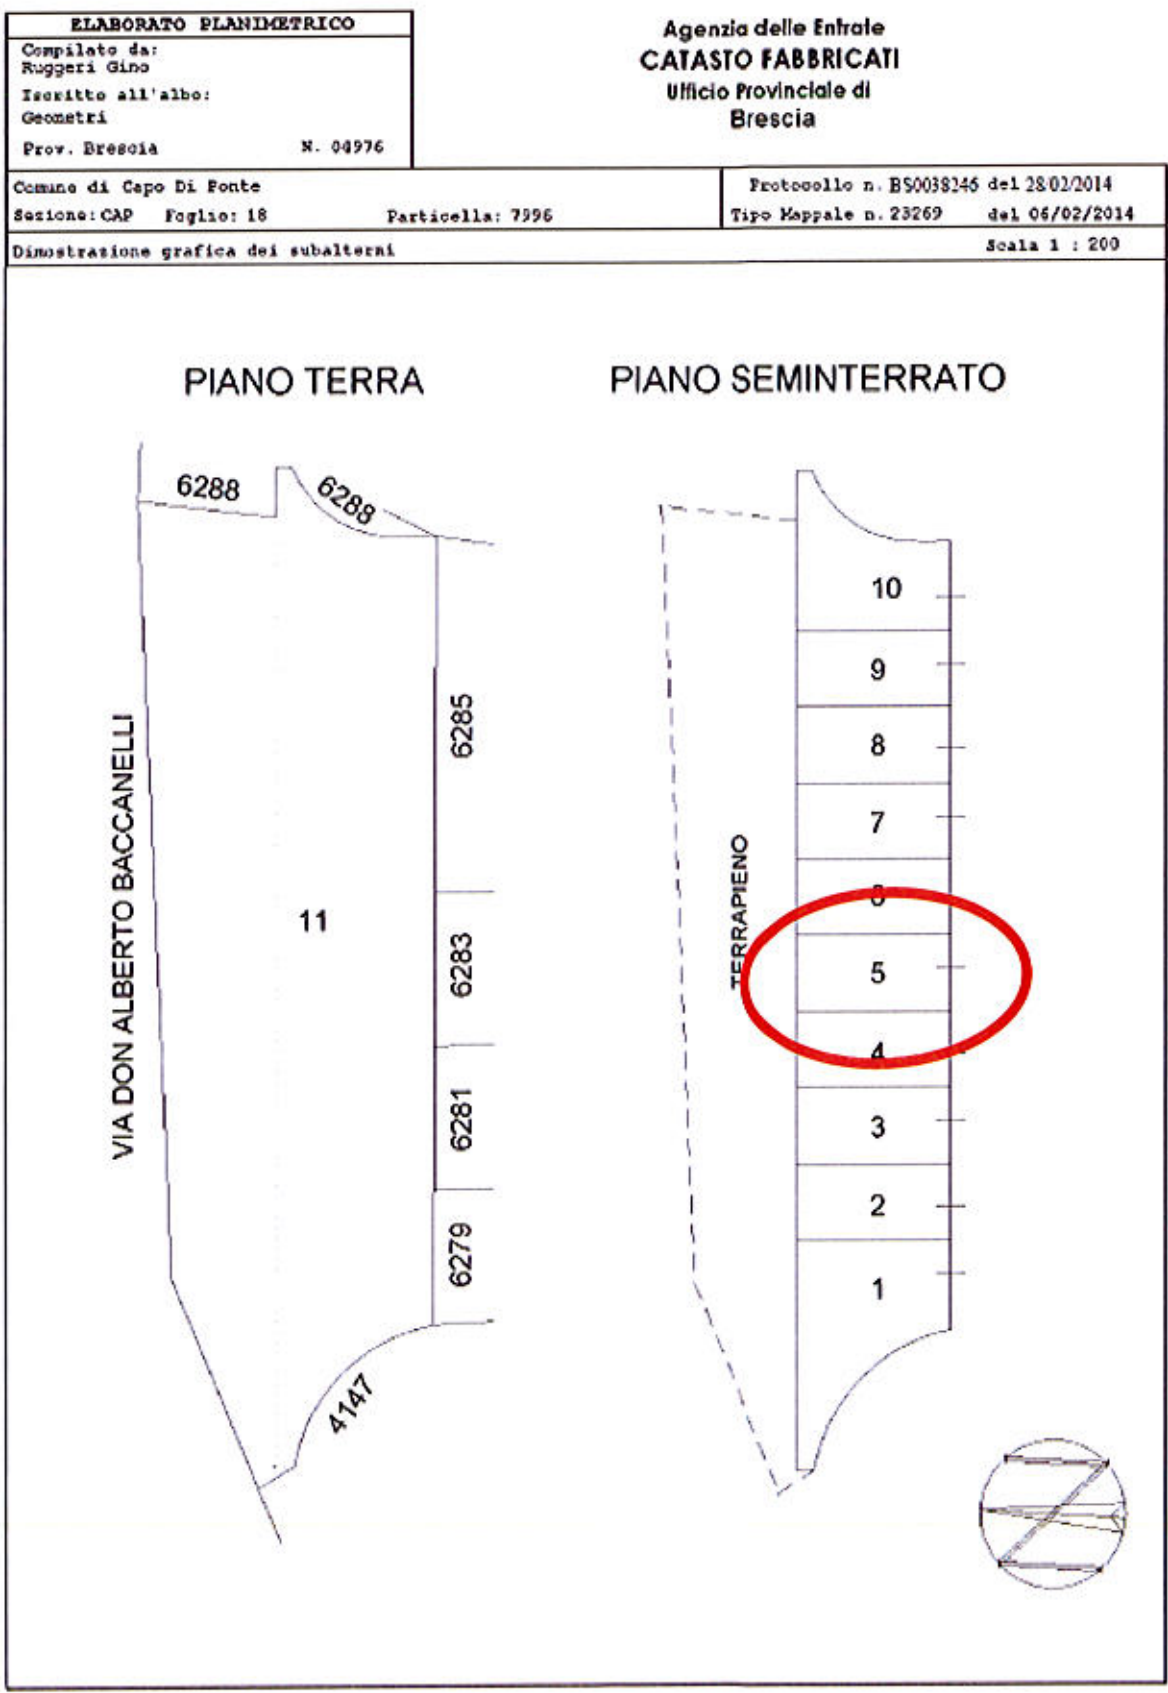 ELABORATO PLANIMETRICO
Compilato da:
Ruggeri Gino
Iscritto all'albo:
Geometri
Prov. Brescia N. 04976
Agenzia delle Entrate
CATASTO FABBRICATI
Ufficio Provinciale di
Brescia
Comune di Capo Di Ponte
Sezione: CAP Foglio: 18 Particella: 7996
Protocollo n. BS0038246 del 28/02/2014
Tipo Mappale n. 23269 del 06/02/2014
Dimostrazione grafica dei subalterni
Scala 1 : 200
PIANO TERRA
6288
6288
6285
VIA DON ALBERTO BACCANELLI
11
6283
6281
6279
4147
PIANO SEMINTERRATO
10
9
8
7
TERRAPIENO
6
5
4
3
2
1
N